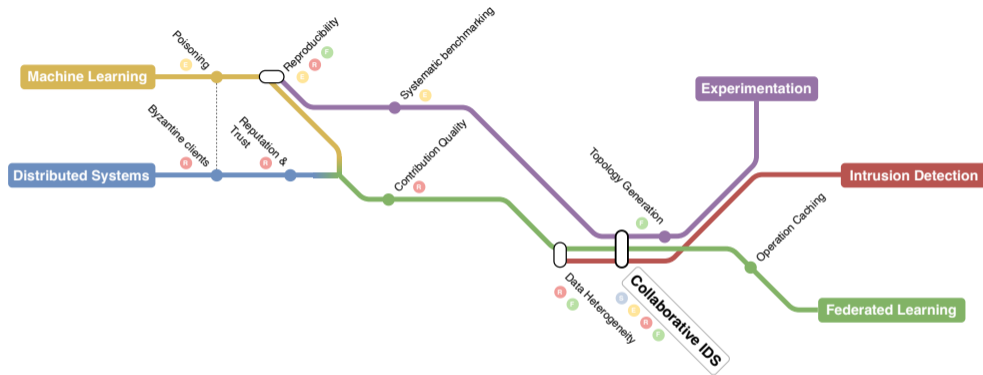 Poisoning
E
Reproducibility
E
R
F
Systematic benchmarking
E
Machine Learning
Experimentation
Byzantine clients
R
Reputation &
Trust
R
Contribution Quality
R
Topology Generation
F
Distributed Systems
Intrusion Detection
Operation Caching
Data Heterogeneity
R
F
Collaborative IDS
E
R
F
Federated Learning